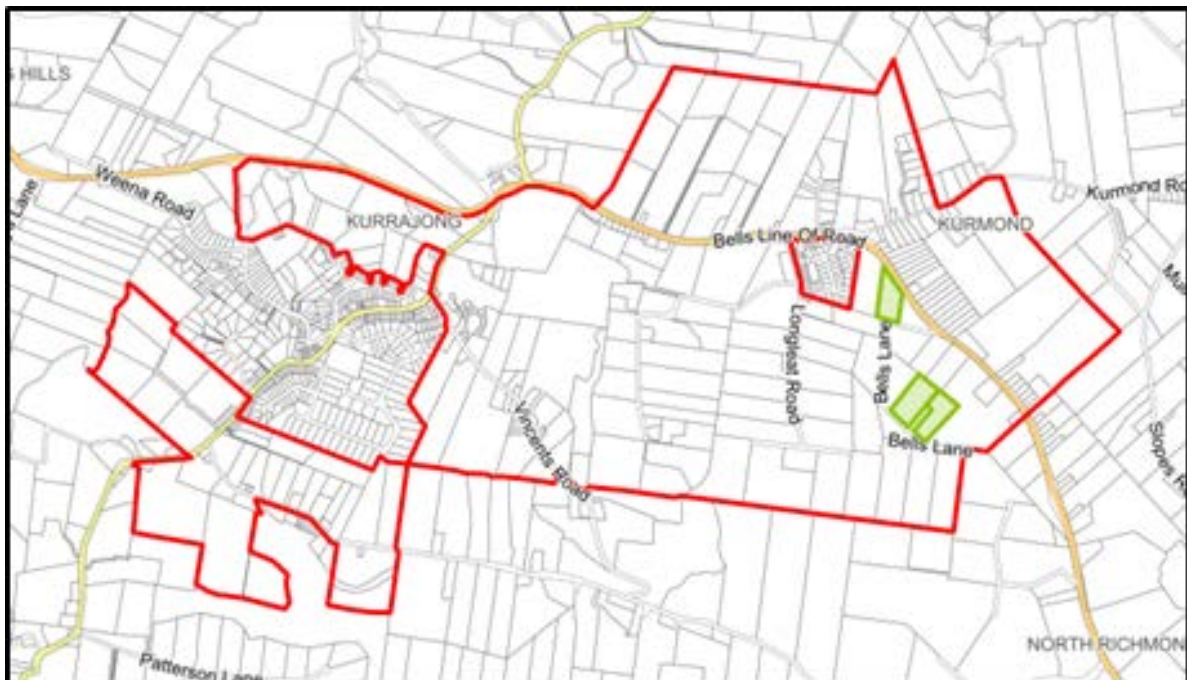 S HILLS
Weena Road
Lane
KURRAJONG
Kurmond Ro
KURMOND
Bells Line Of Road
Longleat Road
Bells Lane
Vincents Road
Bells Lane
Slopes R
NORTH RICHMON
Patterson Lane